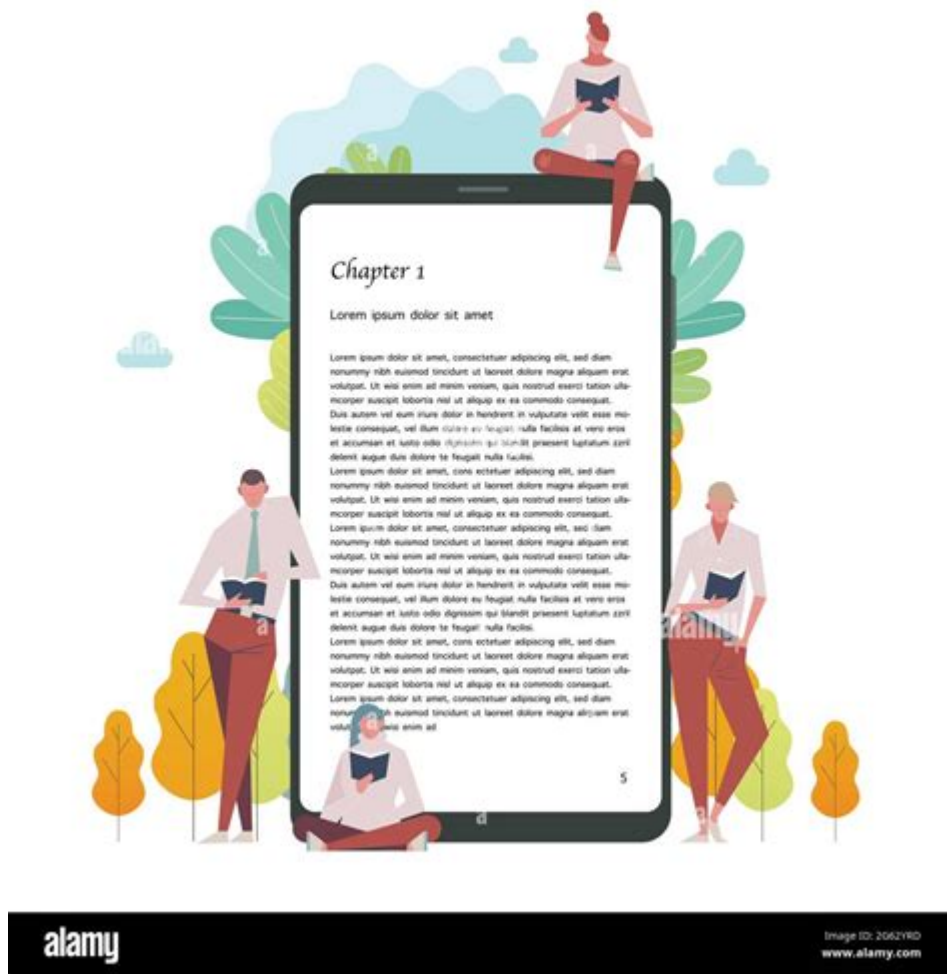 Chapter 1
Lorem ipsum dolor sit amet
Lorem ipsum dolor sit amet, consectetuer adipiscing elit, sed diam
nonummy nibh euismod tincidunt ut laoreet dolore magna aliquam erat
volutpat. Ut wisi enim ad minim veniam, quis nostrud exerci tation ulla-
mcorper suscipit lobortis nisl ut aliquip ex ea commodo consequat.
Duis autem vel eum iriure dolor in hendrerit in vulputate velit esse mo-
lestie consequat, vel illum dolore eu feugiat nulla facilisis at vero eros
et accumsan et iusto odio dignissim qui blandit praesent luptatum zzril
delenit augue duis dolore te feugait nulla facilisi.
Lorem ipsum dolor sit amet, cons ectetuer adipiscing elit, sed diam
nonummy nibh euismod tincidunt ut laoreet dolore magna aliquam erat
volutpat. Ut wisi enim ad minim veniam, quis nostrud exerci tation ulla-
mcorper suscipit lobortis nisl ut aliquip ex ea commodo consequat.
Lorem ipsum dolor sit amet, consectetuer adipiscing elit, sed diam
nonummy nibh euismod tincidunt ut laoreet dolore magna aliquam erat
volutpat. Ut wisi enim ad minim veniam, quis nostrud exerci tation ulla-
mcorper suscipit lobortis nisl ut aliquip ex ea commodo consequat.
Duis autem vel eum iriure dolor in hendrerit in vulputate velit esse mo-
lestie consequat, vel illum dolore eu feugiat nulla facilisis at vero eros
et accumsan et iusto odio dignissim qui blandit praesent luptatum zzril
delenit augue duis dolore te feugait nulla facilisi.
Lorem ipsum dolor sit amet, cons ectetuer adipiscing elit, sed diam
nonummy nibh euismod tincidunt ut laoreet dolore magna aliquam erat
volutpat. Ut wisi enim ad minim veniam, quis nostrud exerci tation ulla-
mcorper suscipit lobortis nisl ut aliquip ex ea commodo consequat.
Lorem ipsum dolor sit amet, consectetuer adipiscing elit, sed diam
euismod tincidunt ut laoreet dolore magna aliquam erat
wisi enim ad
5
alamy
alamy
Image ID: 2G62YRD
www.alamy.com